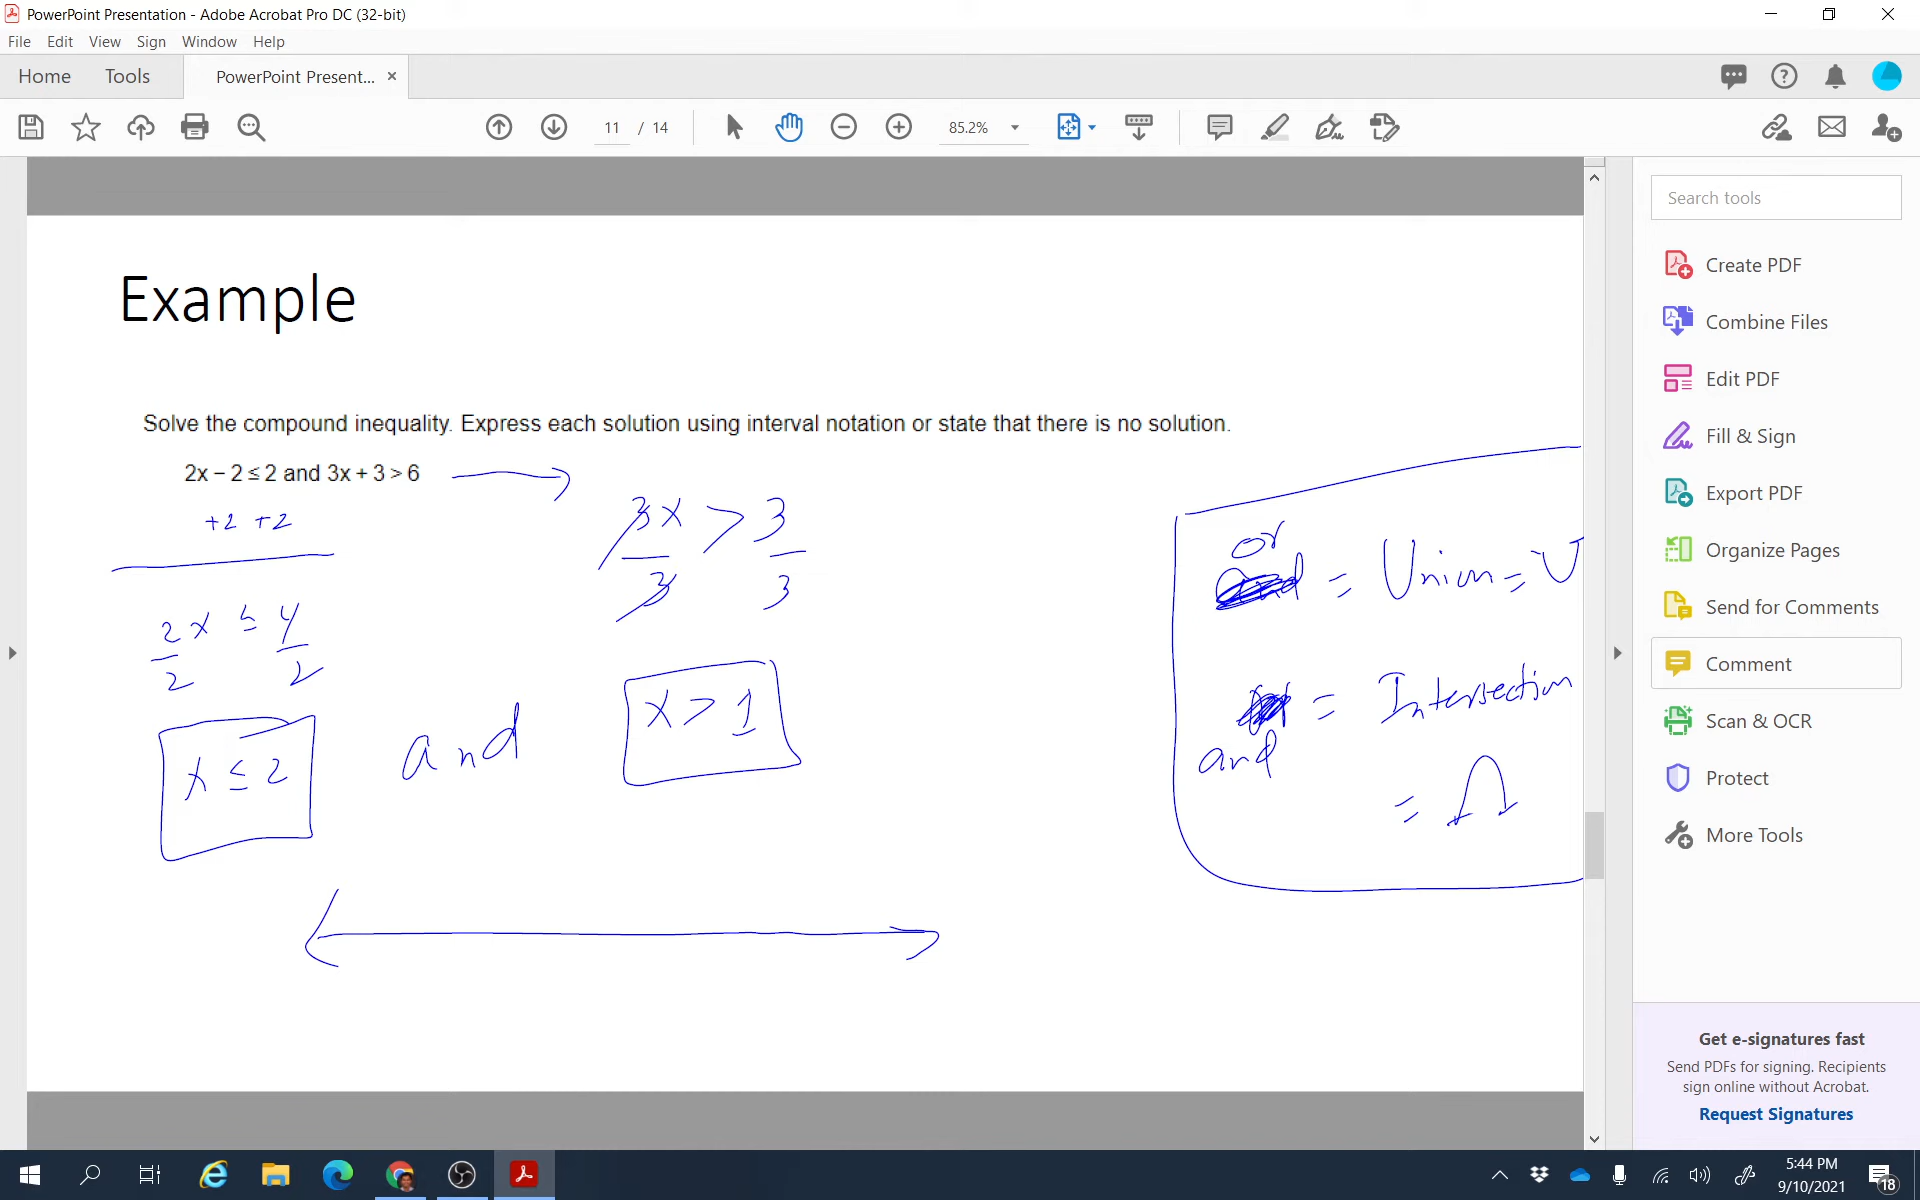 PowerPoint Presentation - Adobe Acrobat Pro DC (32-bit)
File Edit View Sign Window Help
Home Tools PowerPoint Present... ×
11 / 14 85.2%
Search tools
Create PDF
Combine Files
Edit PDF
Fill & Sign
Export PDF
Organize Pages
Send for Comments
Comment
Scan & OCR
Protect
More Tools
Get e-signatures fast
Send PDFs for signing. Recipients
sign online without Acrobat.
Request Signatures
Example
Solve the compound inequality. Express each solution using interval notation or state that there is no solution.
2x − 2 ≤ 2 and 3x + 3 > 6
+2 +2
2x ≤ 4
2 2
x ≤ 2
and
3x > 3
3 3
x > 1
or
= Union = U
= Intersection
and
= ∩
5:44 PM
9/10/2021
18